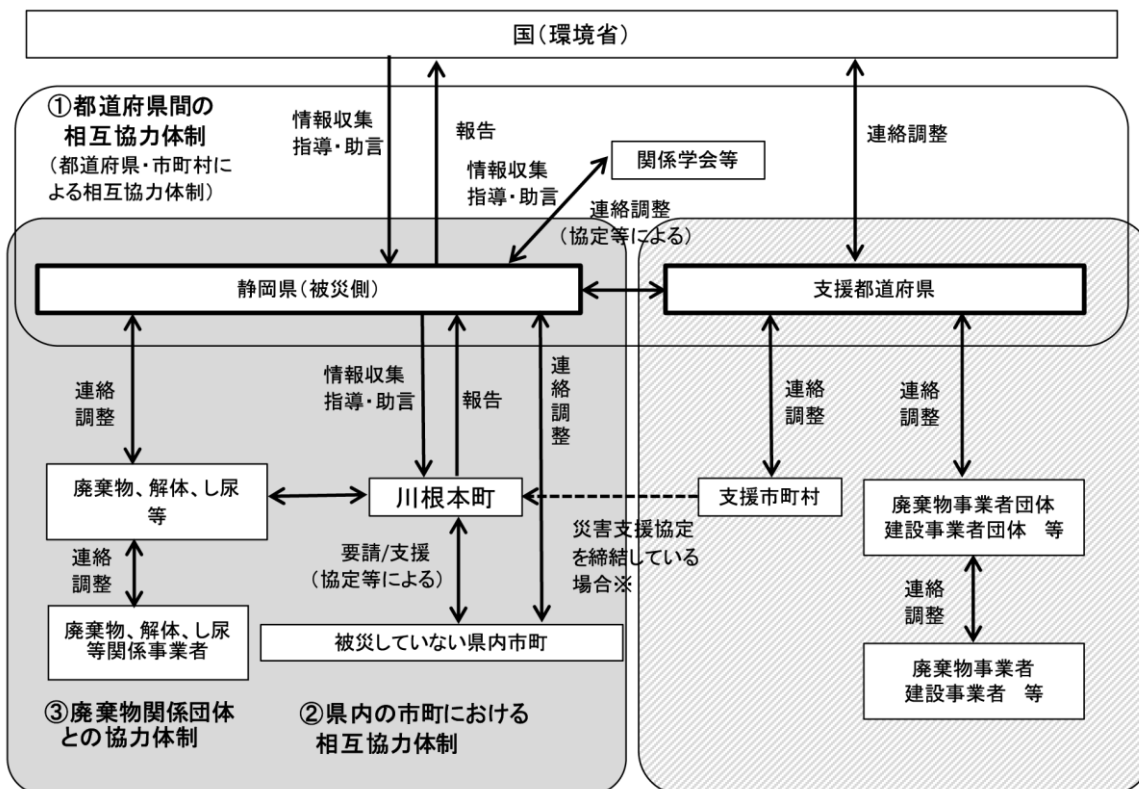 国(環境省)
①都道府県間の
相互協力体制
(都道府県・市町村に
よる相互協力体制)
情報収集
指導・助言
報告
情報収集
指導・助言
関係学会等
連絡調整
連絡調整
(協定等による)
静岡県(被災側)
支援都道府県
連絡
調整
情報収集
指導・助言
報告
連絡調整
連絡
調整
連絡
調整
廃棄物、解体、し尿
等
川根本町
支援市町村
廃棄物事業者団体
建設事業者団体 等
連絡
調整
要請/支援
(協定等による)
災害支援協定
を締結している
場合※
連絡
調整
廃棄物、解体、し尿
等関係事業者
被災していない県内市町
廃棄物事業者
建設事業者 等
③廃棄物関係団体
との協力体制
②県内の市町における
相互協力体制